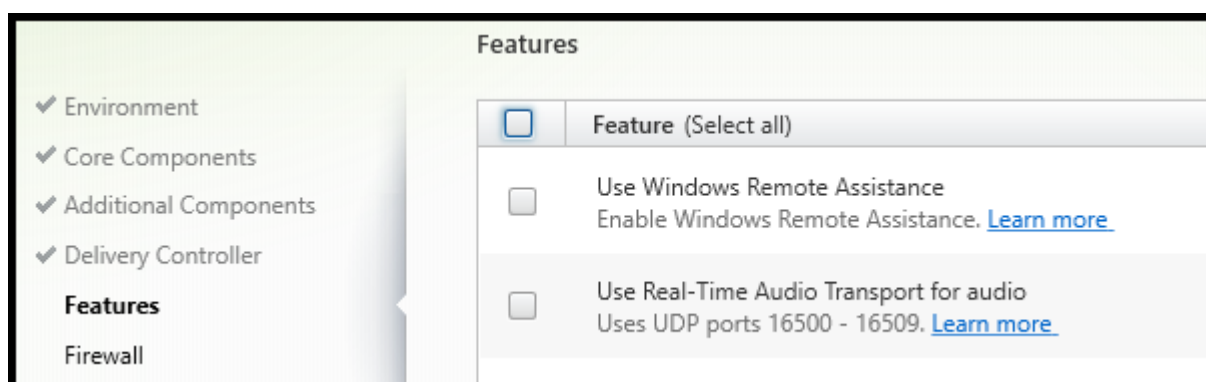 Features
Environment
Core Components
Additional Components
Delivery Controller
Features
Firewall
Feature (Select all)
Use Windows Remote Assistance
Enable Windows Remote Assistance. Learn more
Use Real-Time Audio Transport for audio
Uses UDP ports 16500 - 16509. Learn more